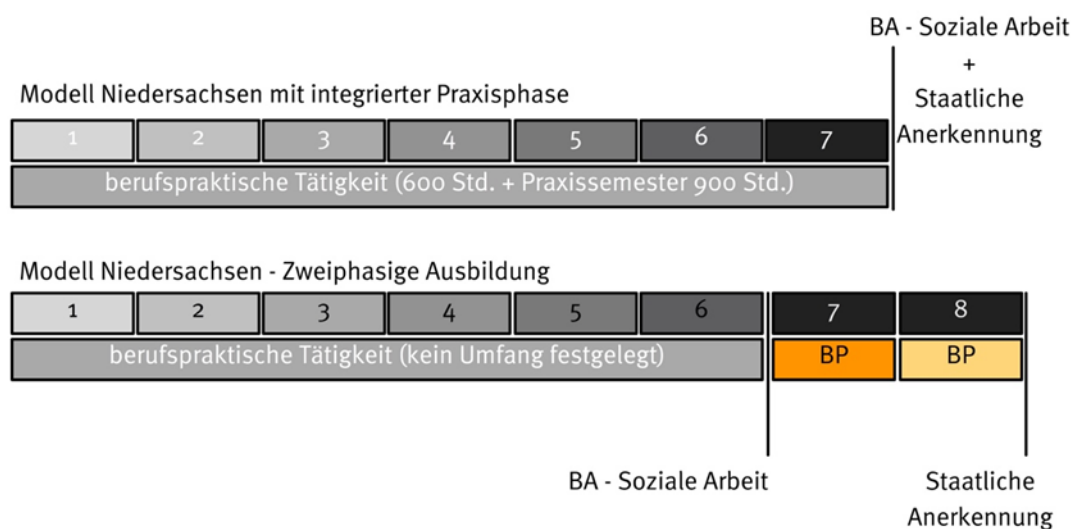 BA - Soziale Arbeit
+
Staatliche
Anerkennung
Modell Niedersachsen mit integrierter Praxisphase
1 2 3 4 5 6 7
berufspraktische Tätigkeit (600 Std. + Praxissemester 900 Std.)
Modell Niedersachsen - Zweiphasige Ausbildung
1 2 3 4 5 6 7 8
berufspraktische Tätigkeit (kein Umfang festgelegt) BP BP
BA - Soziale Arbeit Staatliche
Anerkennung